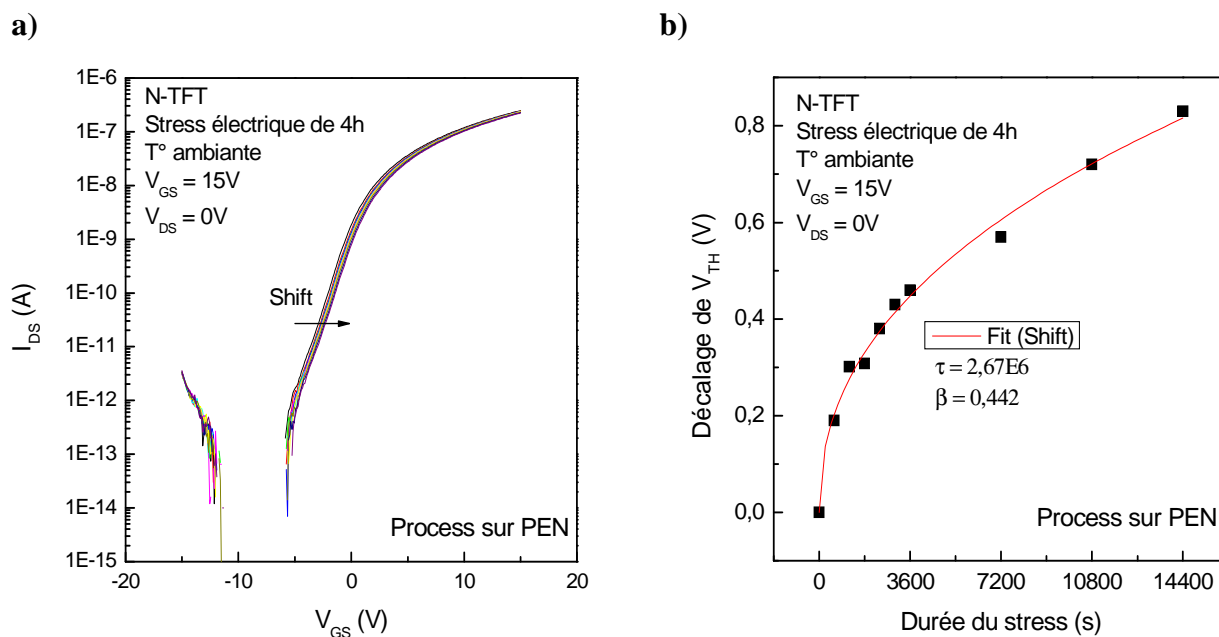 a)
1E-6
1E-7
1E-8
1E-9
1E-10
1E-11
1E-12
1E-13
1E-14
1E-15
I_DS (A)
N-TFT
Stress électrique de 4h
T° ambiante
V_GS = 15V
V_DS = 0V
Shift
Process sur PEN
-20
-10
0
10
20
V_GS (V)
b)
0,8
0,6
0,4
0,2
0,0
Décalage de V_TH (V)
N-TFT
Stress électrique de 4h
T° ambiante
V_GS = 15V
V_DS = 0V
Fit (Shift)
τ = 2,67E6
β = 0,442
Process sur PEN
0
3600
7200
10800
14400
Durée du stress (s)